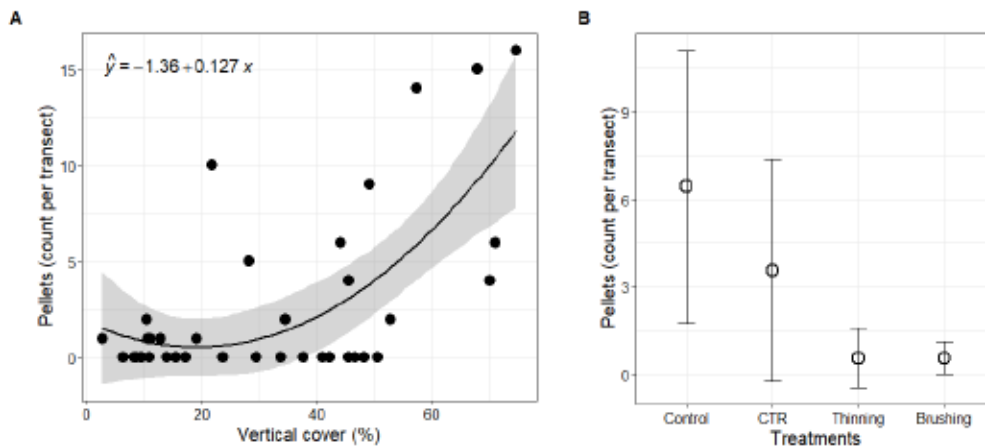 A
ŷ = −1.36 + 0.127 x
Pellets (count per transect)
15
10
5
0
0 20 40 60
Vertical cover (%)
B
Pellets (count per transect)
9
6
3
0
Control CTR Thinning Brushing
Treatments